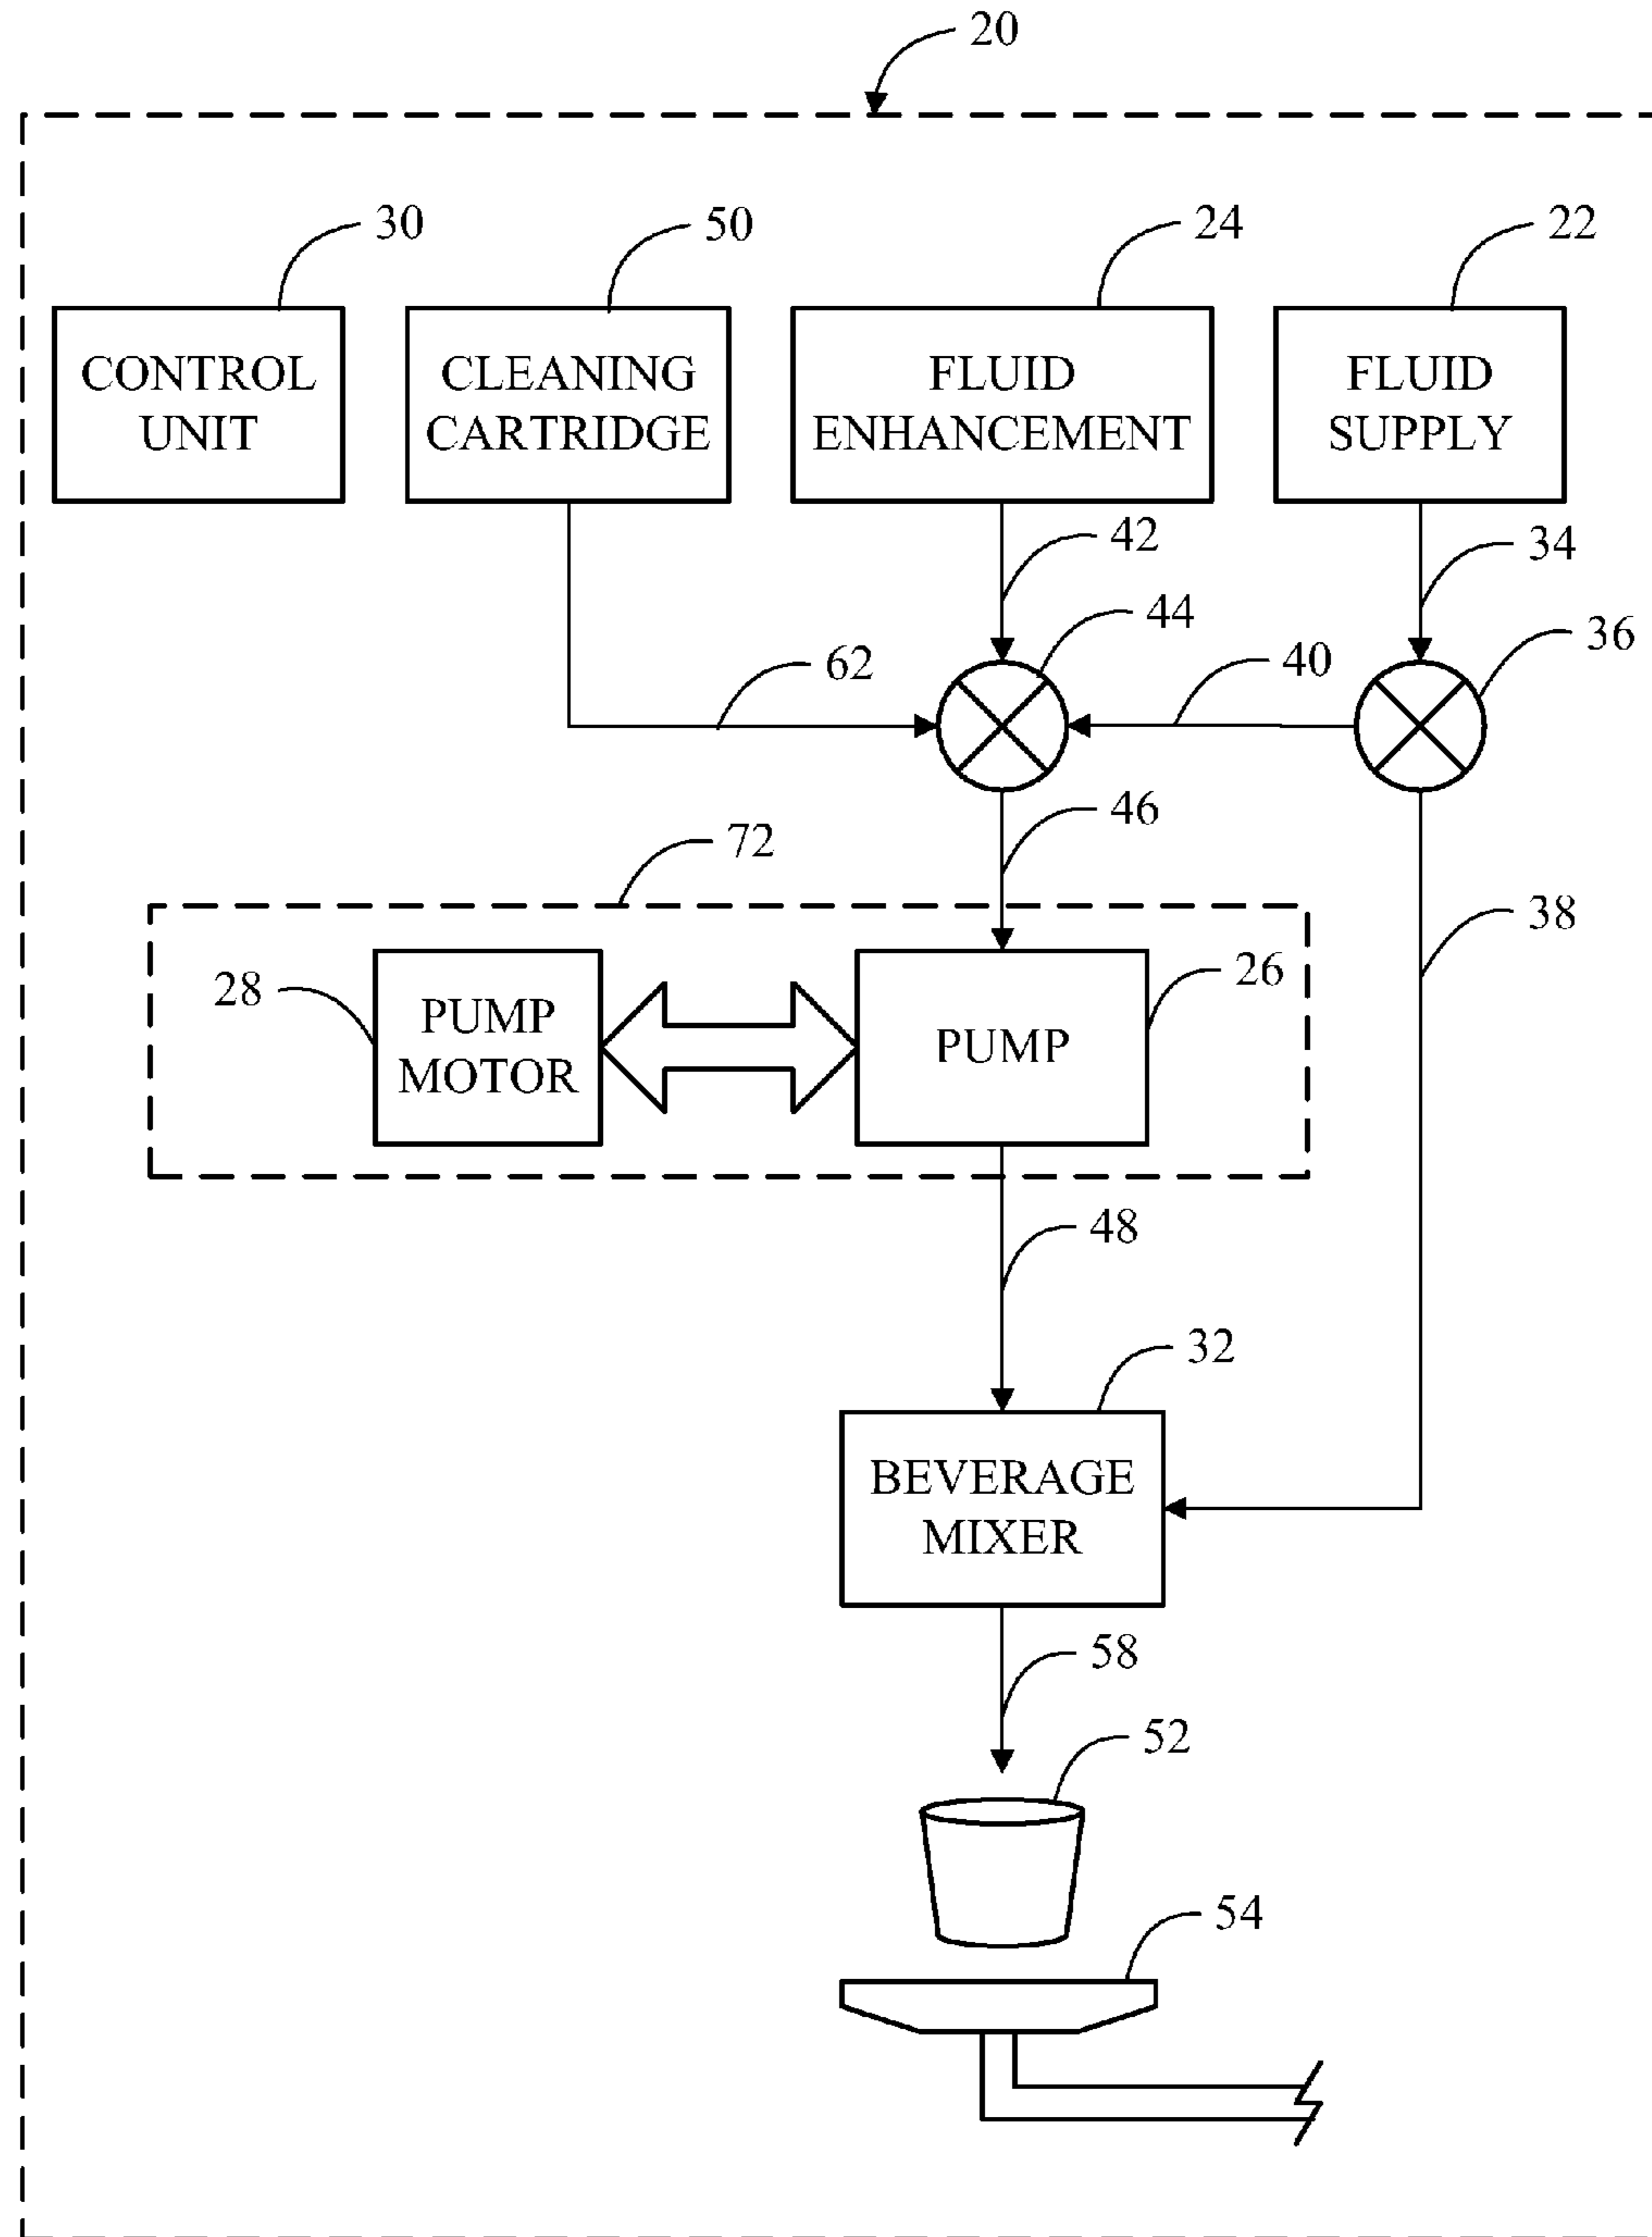 20
30
50
24
22
CONTROL
UNIT
CLEANING
CARTRIDGE
FLUID
ENHANCEMENT
FLUID
SUPPLY
42
34
44
36
62
40
46
72
38
28
PUMP
MOTOR
PUMP
26
48
32
BEVERAGE
MIXER
58
52
54